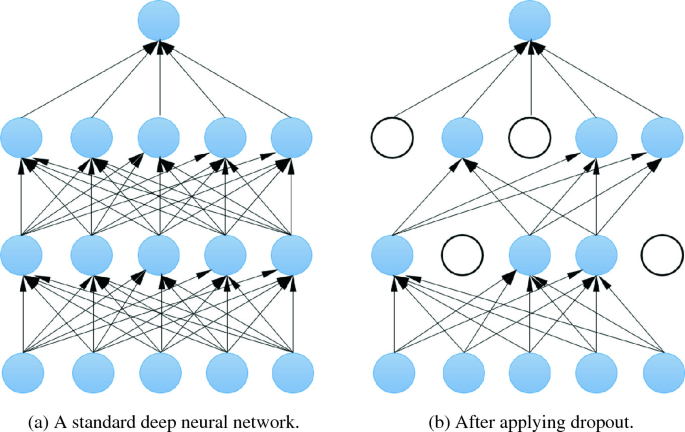 (a) A standard deep neural network.
(b) After applying dropout.